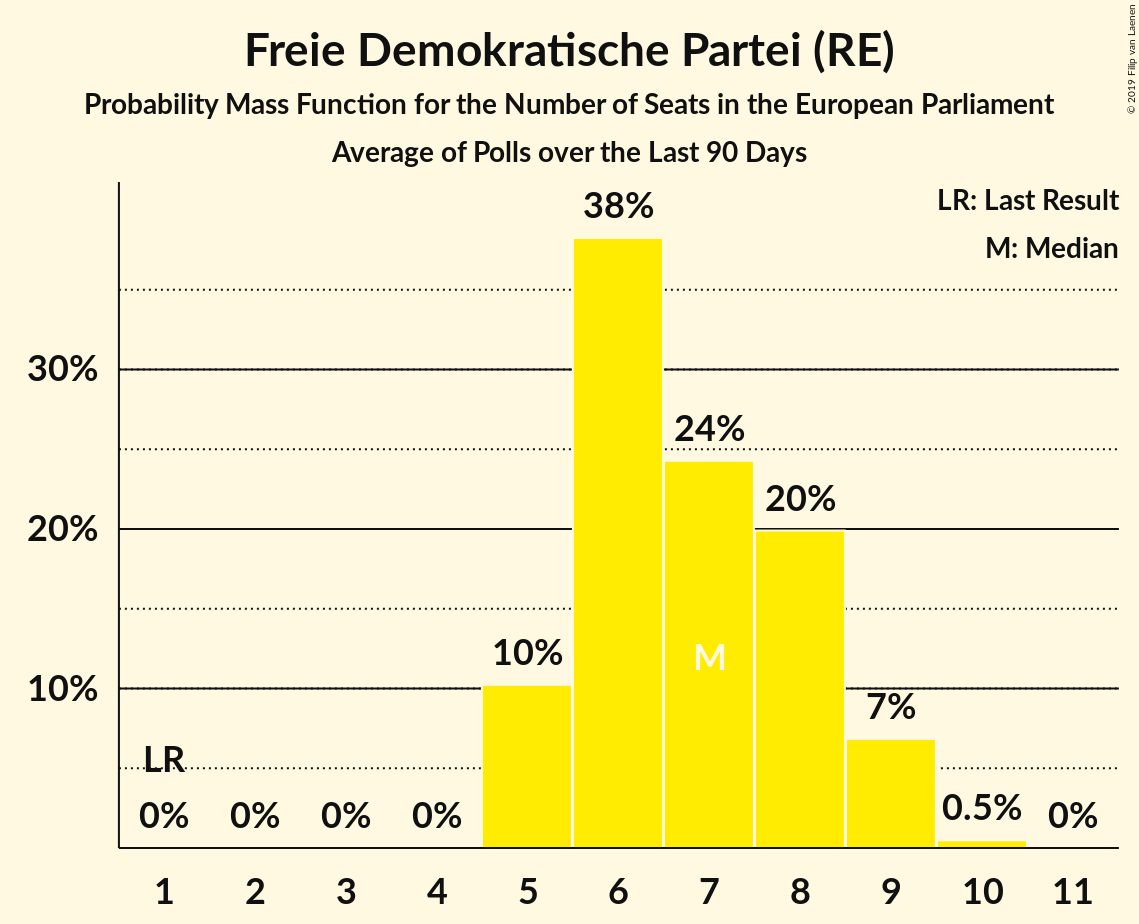 Freie Demokratische Partei (RE)
Probability Mass Function for the Number of Seats in the European Parliament
Average of Polls over the Last 90 Days
© 2019 Filip van Laenen
LR: Last Result
M: Median
38%
30%
24%
20%
20%
10%
M
10%
7%
LR
0%
0%
0%
0%
0.5%
0%
1 2 3 4 5 6 7 8 9 10 11